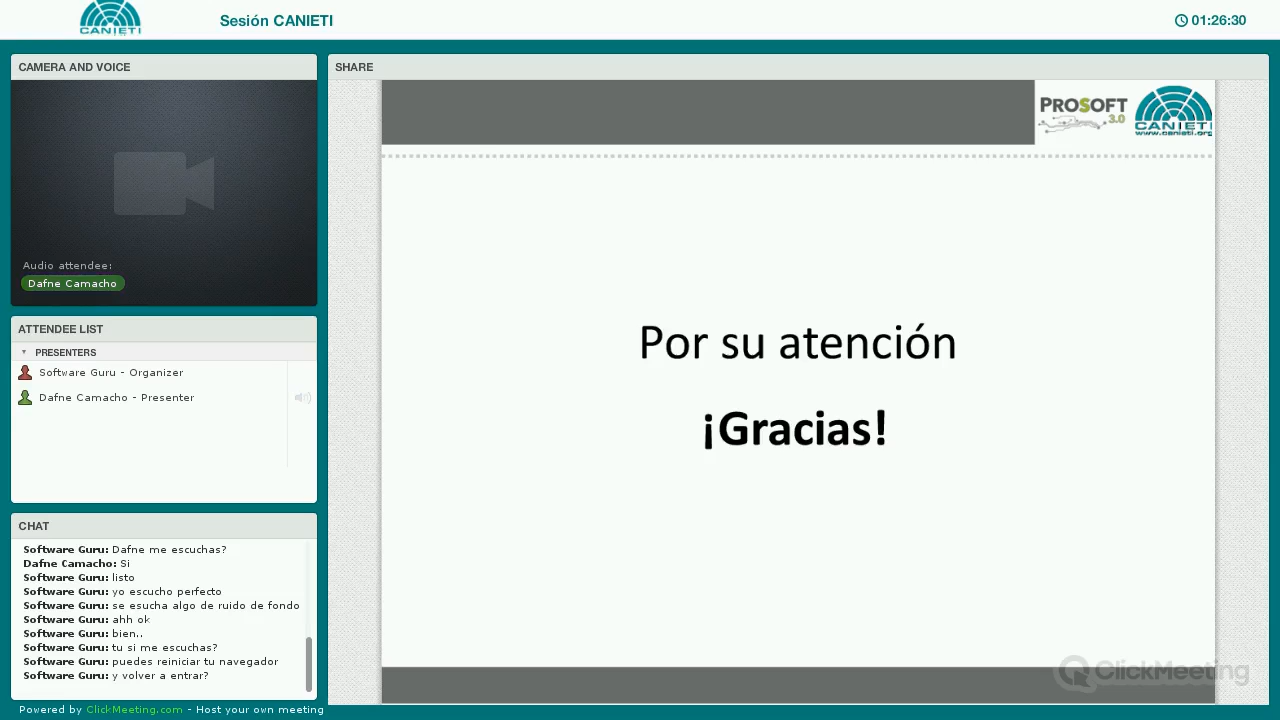 CANIETI
Sesión CANIETI
01:26:30
CAMERA AND VOICE
Audio attendee:
Dafne Camacho
ATTENDEE LIST
PRESENTERS
Software Guru - Organizer
Dafne Camacho - Presenter
CHAT
Software Guru: Dafne me escuchas?
Dafne Camacho: Si
Software Guru: listo
Software Guru: yo escucho perfecto
Software Guru: se esucha algo de ruido de fondo
Software Guru: ahh ok
Software Guru: bien..
Software Guru: tu si me escuchas?
Software Guru: puedes reiniciar tu navegador
Software Guru: y volver a entrar?
Powered by ClickMeeting.com - Host your own meeting
SHARE
PROSOFT
3.0
CANIETI
www.canieti.org
Por su atención
¡Gracias!
ClickMeeting